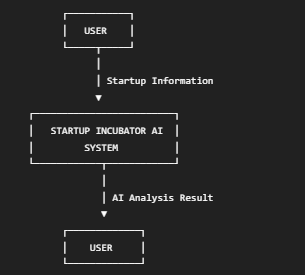 USER
Startup Information
STARTUP INCUBATOR AI
SYSTEM
AI Analysis Result
USER